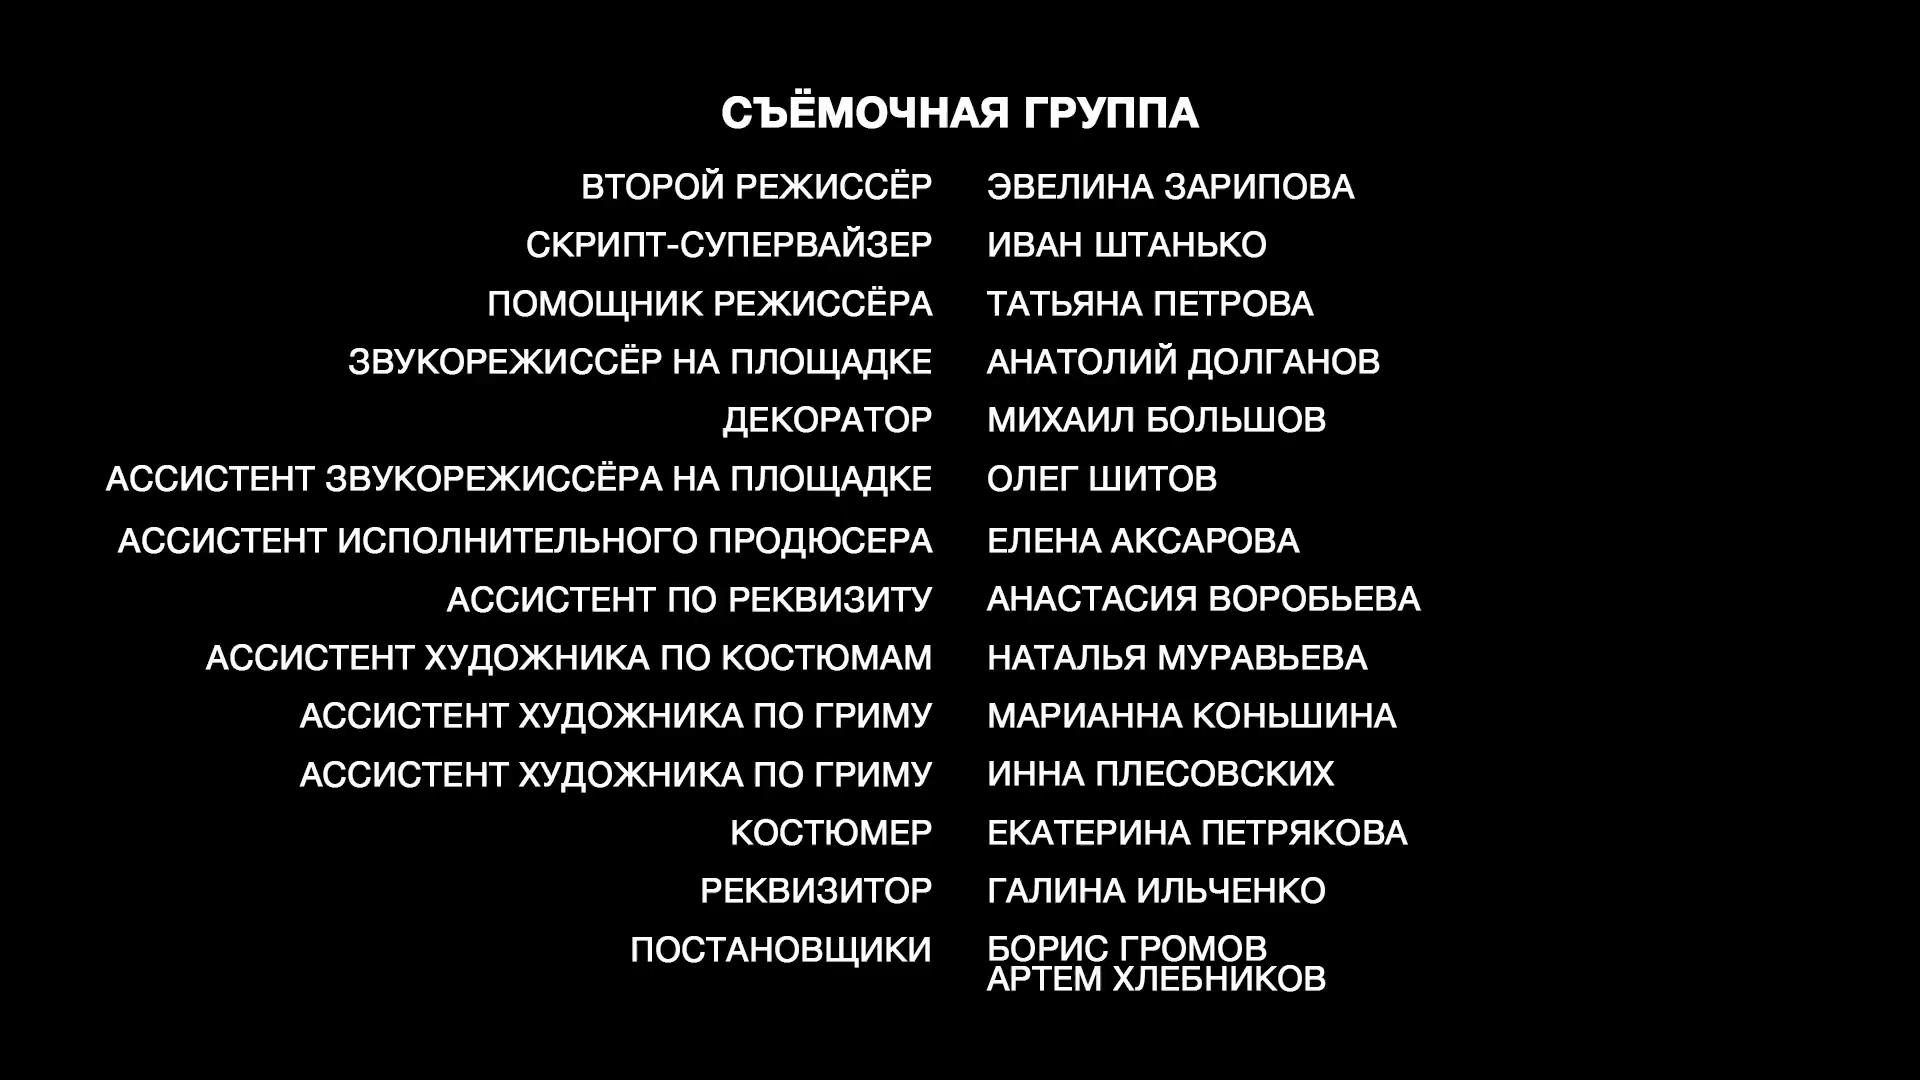 СЪЁМОЧНАЯ ГРУППА
ВТОРОЙ РЕЖИССЁР ЭВЕЛИНА ЗАРИПОВА
СКРИПТ-СУПЕРВАЙЗЕР ИВАН ШТАНЬКО
ПОМОЩНИК РЕЖИССЁРА ТАТЬЯНА ПЕТРОВА
ЗВУКОРЕЖИССЁР НА ПЛОЩАДКЕ АНАТОЛИЙ ДОЛГАНОВ
ДЕКОРАТОР МИХАИЛ БОЛЬШОВ
АССИСТЕНТ ЗВУКОРЕЖИССЁРА НА ПЛОЩАДКЕ ОЛЕГ ШИТОВ
АССИСТЕНТ ИСПОЛНИТЕЛЬНОГО ПРОДЮСЕРА ЕЛЕНА АКСАРОВА
АССИСТЕНТ ПО РЕКВИЗИТУ АНАСТАСИЯ ВОРОБЬЕВА
АССИСТЕНТ ХУДОЖНИКА ПО КОСТЮМАМ НАТАЛЬЯ МУРАВЬЕВА
АССИСТЕНТ ХУДОЖНИКА ПО ГРИМУ МАРИАННА КОНЬШИНА
АССИСТЕНТ ХУДОЖНИКА ПО ГРИМУ ИННА ПЛЕСОВСКИХ
КОСТЮМЕР ЕКАТЕРИНА ПЕТРЯКОВА
РЕКВИЗИТОР ГАЛИНА ИЛЬЧЕНКО
ПОСТАНОВЩИКИ БОРИС ГРОМОВ
АРТЕМ ХЛЕБНИКОВ